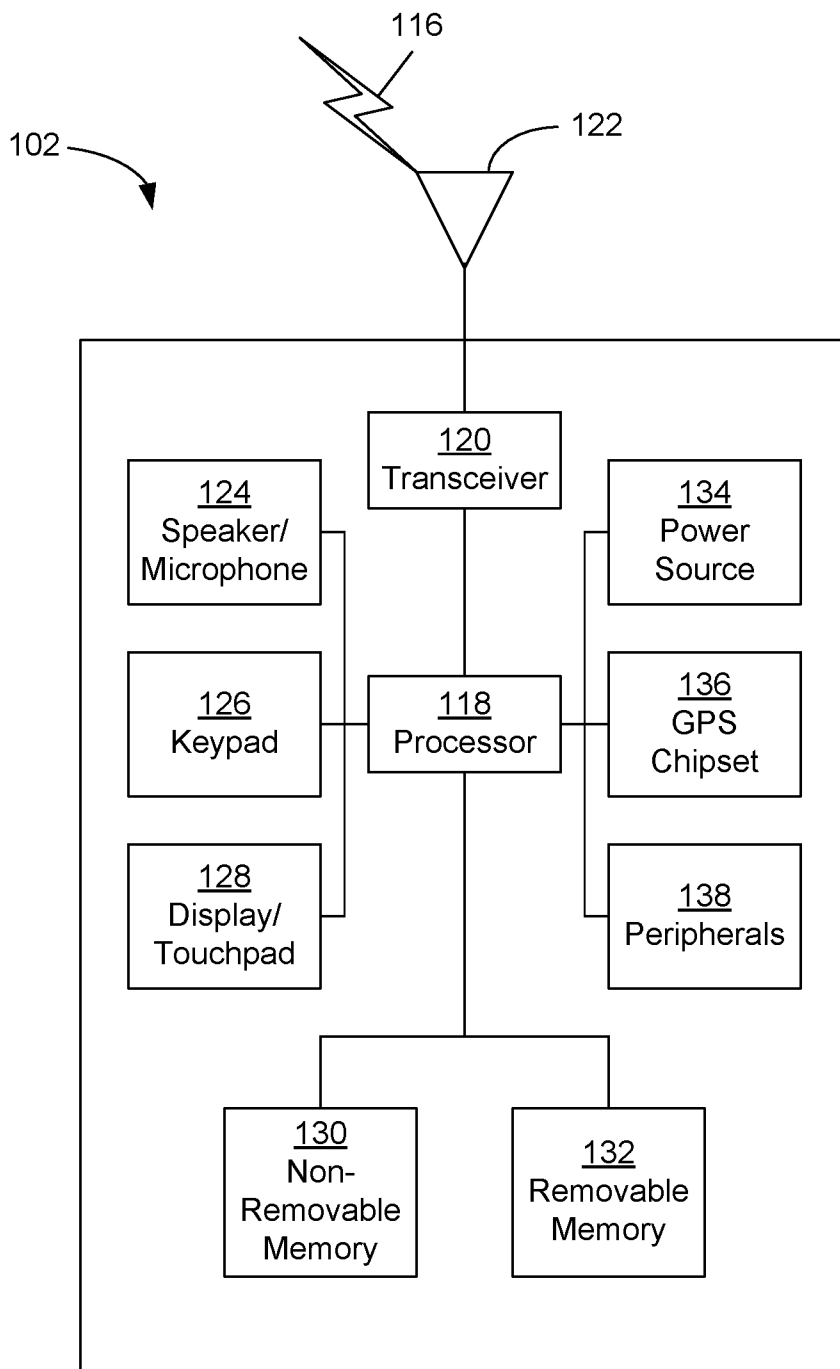 116
122
102
120
Transceiver
124
Speaker/
Microphone
134
Power
Source
126
Keypad
118
Processor
136
GPS
Chipset
128
Display/
Touchpad
138
Peripherals
130
Non-
Removable
Memory
132
Removable
Memory